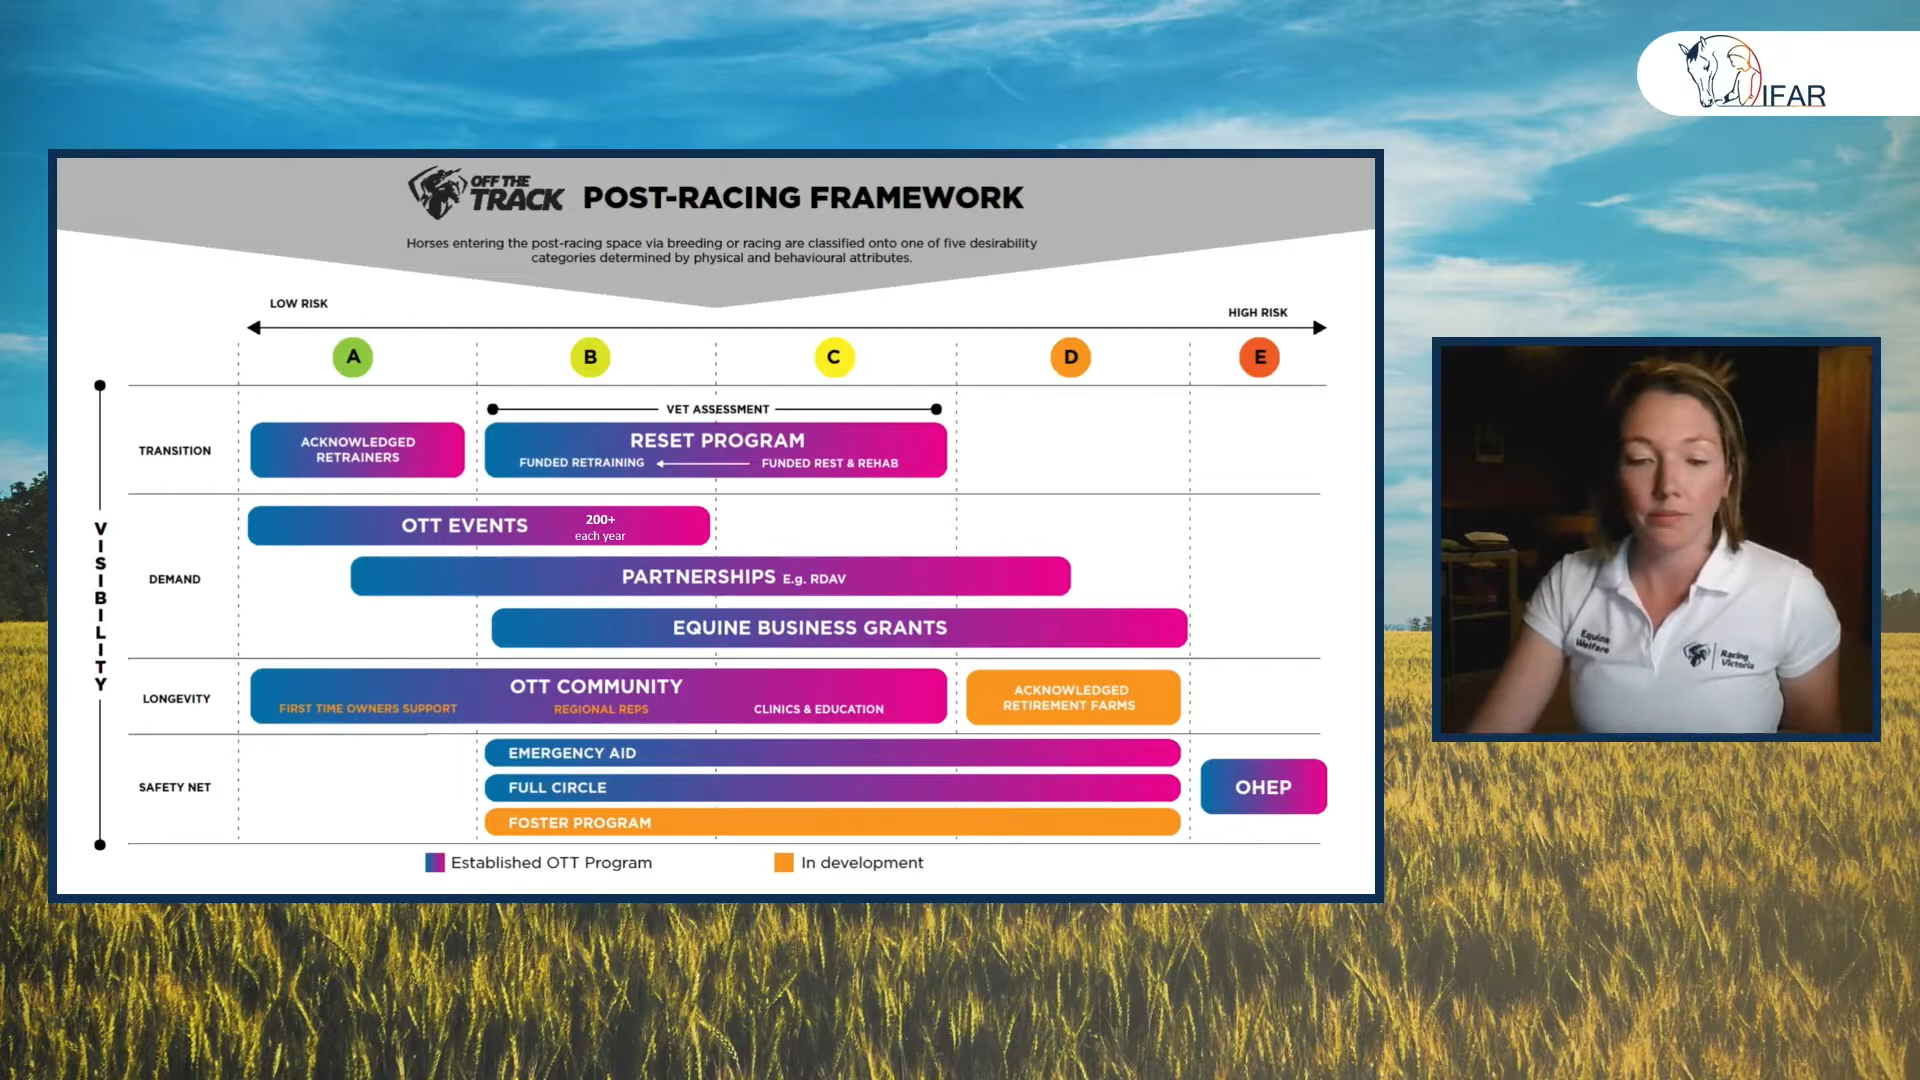 IFAR
OFF THE
TRACK
POST-RACING FRAMEWORK
Horses entering the post-racing space via breeding or racing are classified onto one of five desirability
categories determined by physical and behavioural attributes.
LOW RISK
HIGH RISK
A
B
C
D
E
VISIBILITY
VET ASSESSMENT
TRANSITION
ACKNOWLEDGED
RETRAINERS
RESET PROGRAM
FUNDED RETRAINING
FUNDED REST & REHAB
DEMAND
OTT EVENTS
200+
each year
PARTNERSHIPS E.g. RDAV
EQUINE BUSINESS GRANTS
LONGEVITY
OTT COMMUNITY
FIRST TIME OWNERS SUPPORT
REGIONAL REPS
CLINICS & EDUCATION
ACKNOWLEDGED
RETIREMENT FARMS
SAFETY NET
EMERGENCY AID
FULL CIRCLE
FOSTER PROGRAM
OHEP
Established OTT Program
In development
Equine
Welfare
Racing
Victoria